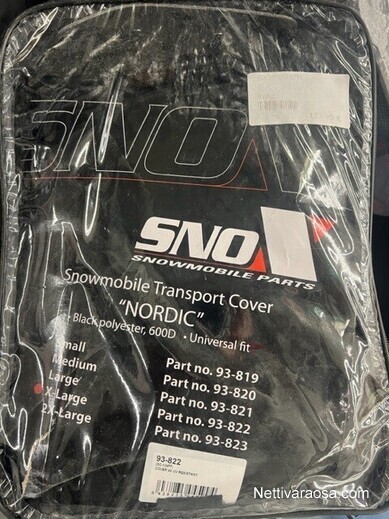 SNO
SNO
SNOWMOBILE PARTS
Snowmobile Transport Cover
"NORDIC"
• Black polyester, 600D • Universal fit
Small Part no. 93-819
Medium Part no. 93-820
Large Part no. 93-821
X-Large Part no. 93-822
2X-Large Part no. 93-823
93-822
Nettivaraosa.com